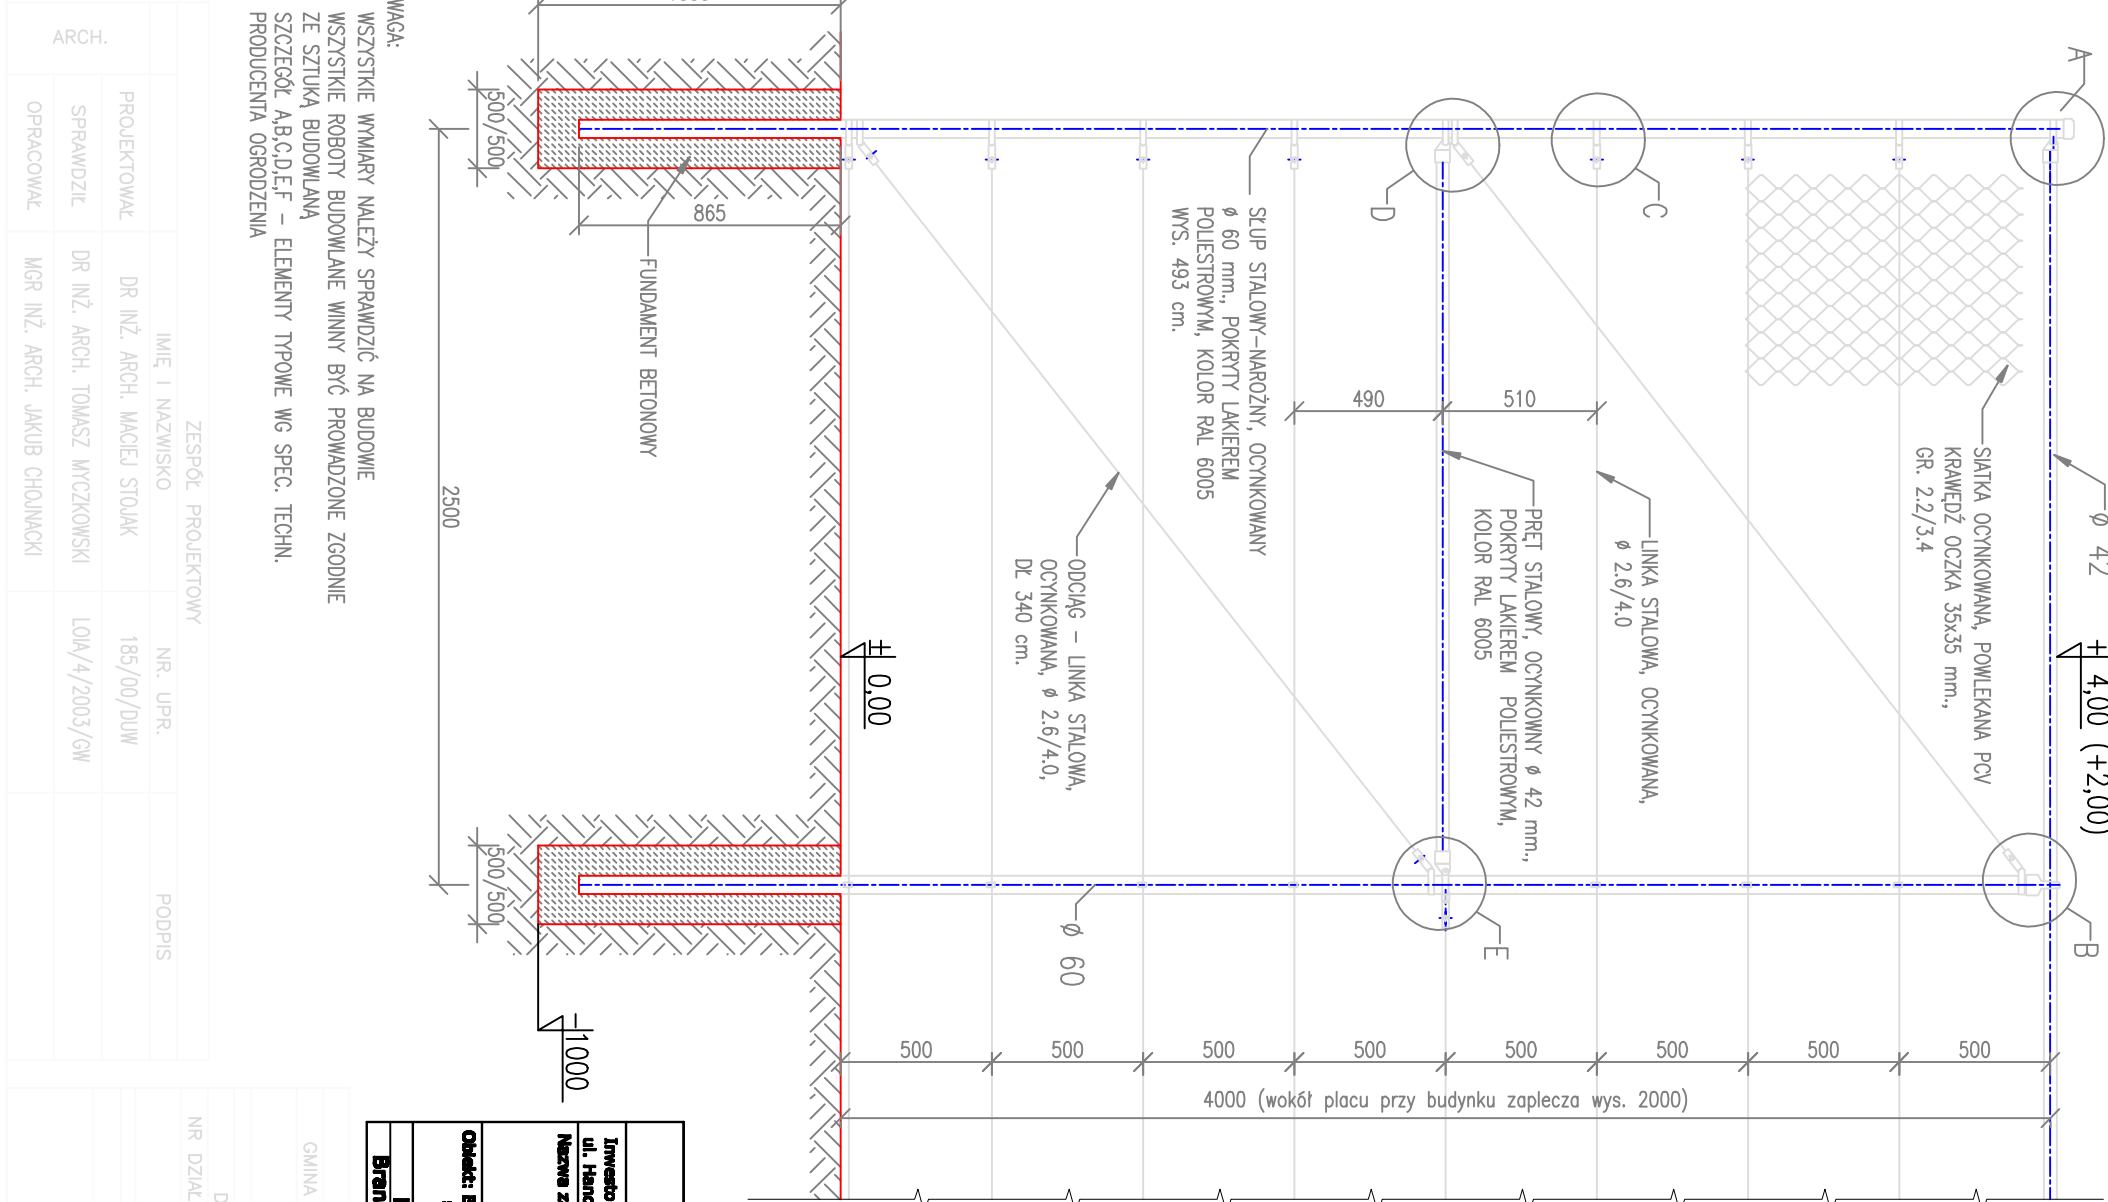 A
C
D
B
E
Ø 42
± 4,00 (+2,00)
SIATKA OCYNKOWANA, POWLEKANA PCV
KRAWĘDŹ OCZKA 35x35 mm.,
GR. 2.2/3.4
LINKA STALOWA, OCYNKOWANA,
ø 2.6/4.0
PRĘT STALOWY, OCYNKOWNY ø 42 mm.,
POKRYTY LAKIEREM POLIESTROWYM,
KOLOR RAL 6005
510
490
SŁUP STALOWY-NAROŻNY, OCYNKOWANY
ø 60 mm., POKRYTY LAKIEREM
POLIESTROWYM, KOLOR RAL 6005
WYS. 493 cm.
ODCIĄG - LINKA STALOWA,
OCYNKOWANA, ø 2.6/4.0,
DŁ 340 cm.
Ø 60
± 0,00
500
500
500
500
500
500
500
500
4000 (wokół placu przy budynku zaplecza wys. 2000)
865
FUNDAMENT BETONOWY
500/500
500/500
2500
-1000
WAGA:
WSZYSTKIE WYMIARY NALEŻY SPRAWDZIĆ NA BUDOWIE
WSZYSTKIE ROBOTY BUDOWLANE WINNY BYĆ PROWADZONE ZGODNIE
ZE SZTUKĄ BUDOWLANĄ
SZCZEGÓŁ A,B,C,D,E,F - ELEMENTY TYPOWE WG SPEC. TECHN.
PRODUCENTA OGRODZENIA
ZESPÓŁ PROJEKTOWY
IMIĘ I NAZWISKO NR. UPR. PODPIS
ARCH.
PROJEKTOWAŁ DR INŻ. ARCH. MACIEJ STOJAK 185/00/DUW
SPRAWDZIŁ DR INŻ. ARCH. TOMASZ MYCZKOWSKI LOIA/4/2003/GW
OPRACOWAŁ MGR INŻ. ARCH. JAKUB CHOJNACKI
GMINA
NR DZIAŁ
Inwesto
ul. Hand
Nazwa z
Obiekt: B
Bran